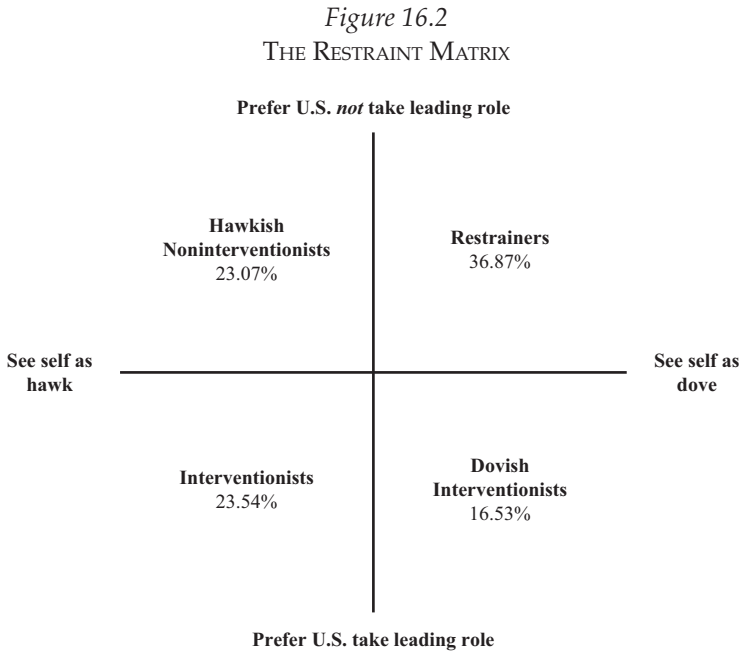 Figure 16.2
THE RESTRAINT MATRIX
Prefer U.S. not take leading role
Hawkish
Noninterventionists
23.07%
Restrainers
36.87%
See self as
hawk
See self as
dove
Interventionists
23.54%
Dovish
Interventionists
16.53%
Prefer U.S. take leading role